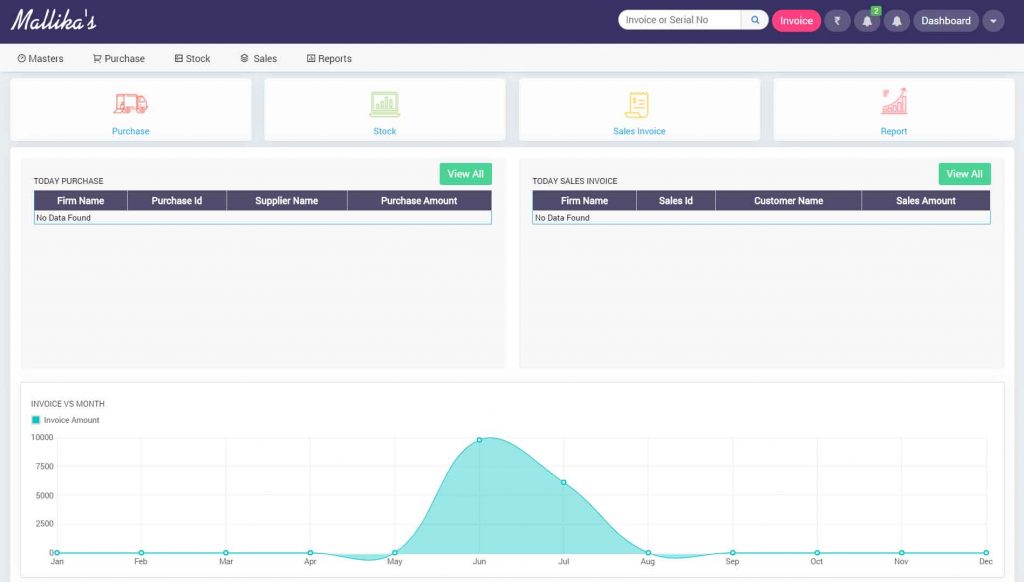 Mallika's
Invoice or Serial No
Invoice
₹
2
Dashboard
Masters Purchase Stock Sales Reports
Purchase Stock Sales Invoice Report
TODAY PURCHASE
View All
Firm Name Purchase Id Supplier Name Purchase Amount
No Data Found
TODAY SALES INVOICE
View All
Firm Name Sales Id Customer Name Sales Amount
No Data Found
INVOICE VS MONTH
Invoice Amount
10000
7500
5000
2500
0
Jan Feb Mar Apr May Jun Jul Aug Sep Oct Nov Dec